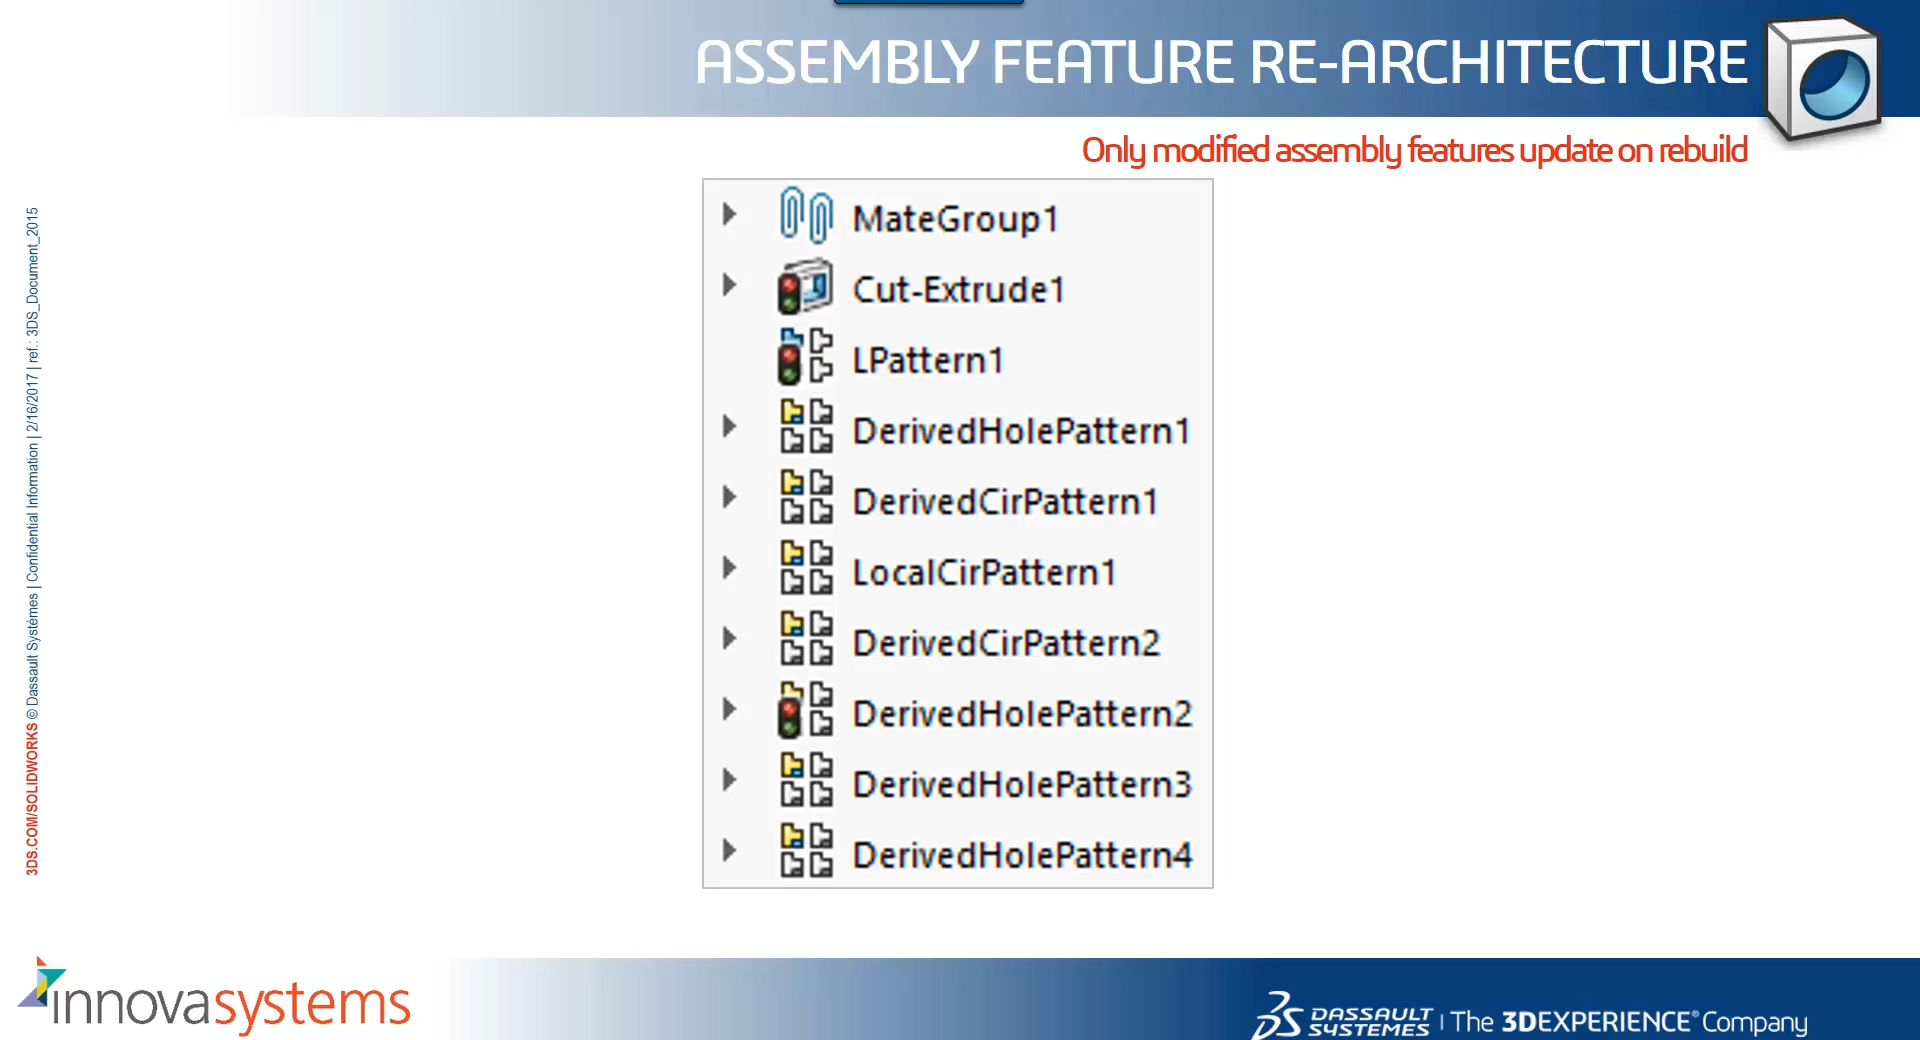 ASSEMBLY FEATURE RE-ARCHITECTURE
Only modified assembly features update on rebuild
MateGroup1
Cut-Extrude1
LPattern1
DerivedHolePattern1
DerivedCirPattern1
LocalCirPattern1
DerivedCirPattern2
DerivedHolePattern2
DerivedHolePattern3
DerivedHolePattern4
3DS.COM/SOLIDWORKS © Dassault Systèmes | Confidential Information | 2/16/2017 | ref.: 3DS_Document_2015
innovasystems
DASSAULT SYSTEMES | The 3DEXPERIENCE® Company